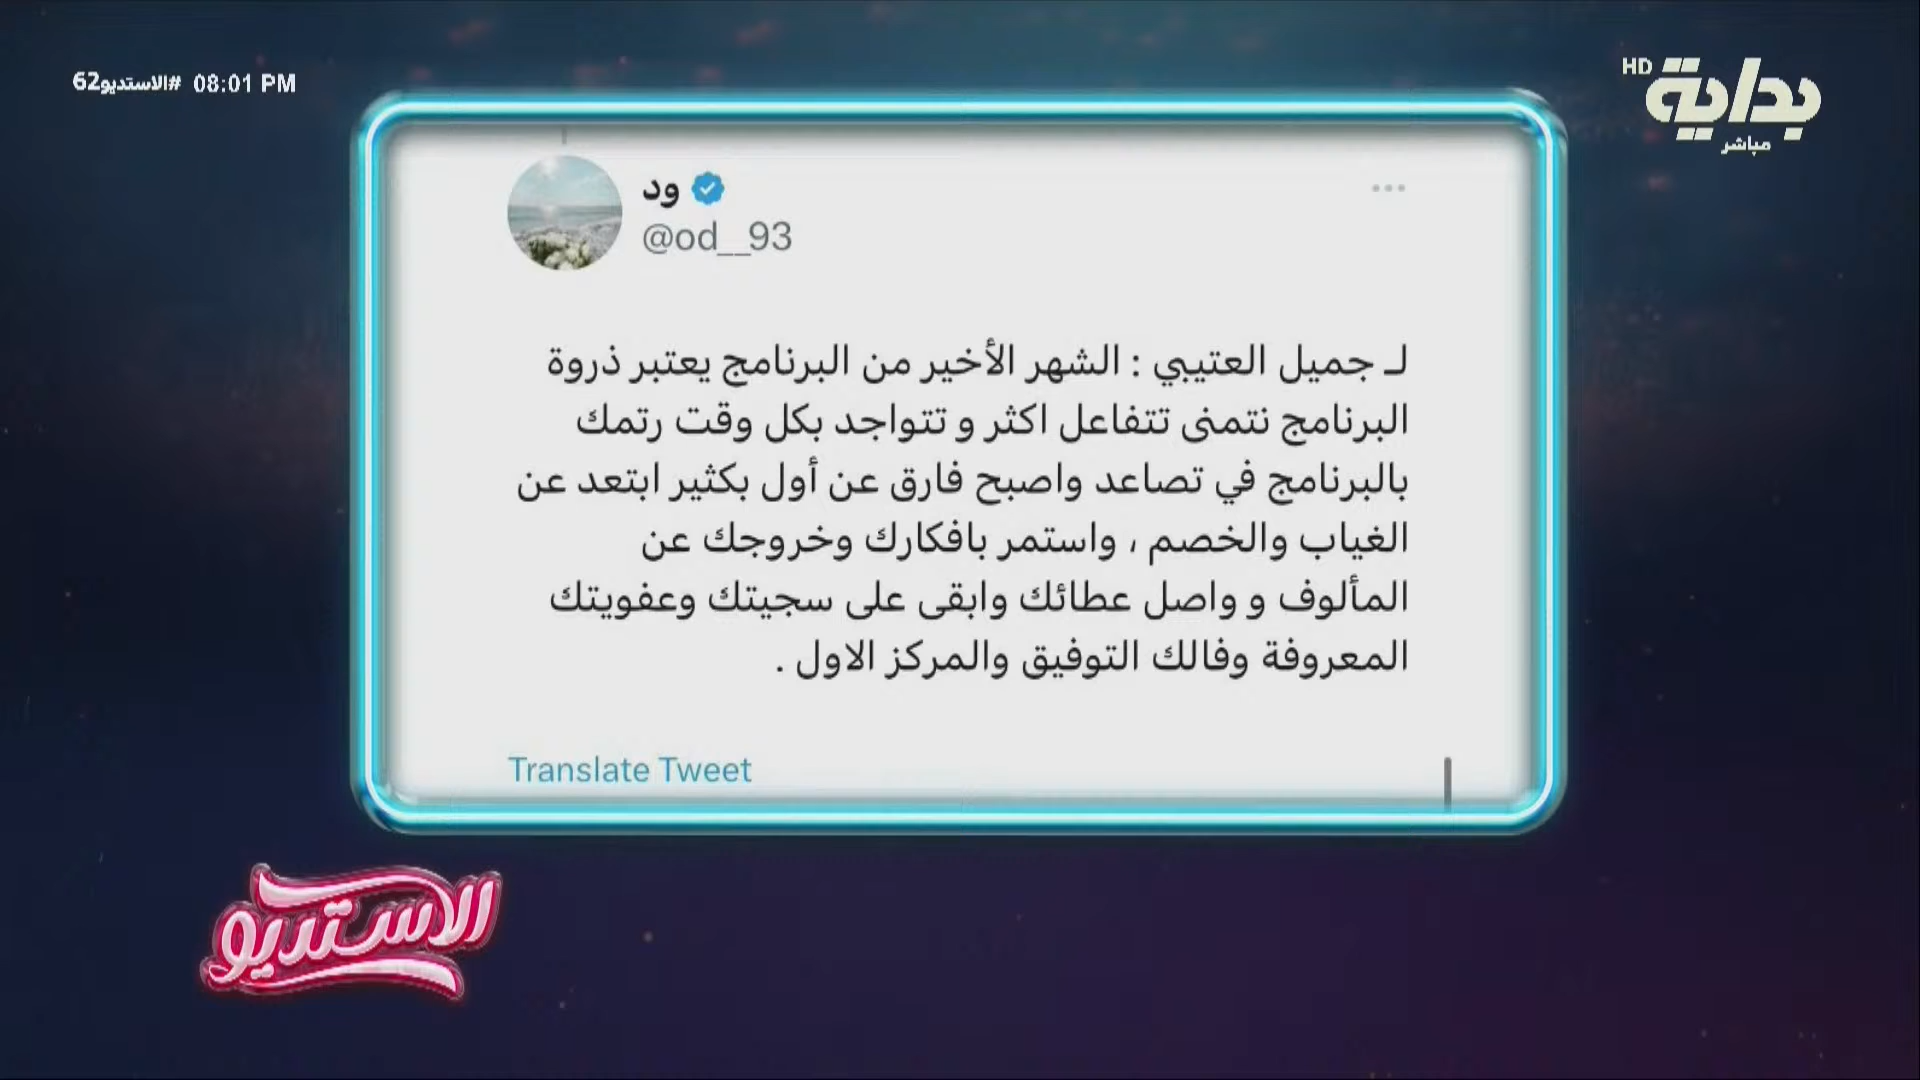 #الاستديو62 08:01 PM
HD بداية
مباشر
ود
@od__93
لـ جميل العتيبي : الشهر الأخير من البرنامج يعتبر ذروة
البرنامج نتمنى تتفاعل اكثر و تتواجد بكل وقت رتمك
بالبرنامج في تصاعد واصبح فارق عن أول بكثير ابتعد عن
الغياب والخصم ، واستمر بافكارك وخروجك عن
المألوف و واصل عطائك وابقى على سجيتك وعفويتك
المعروفة وفالك التوفيق والمركز الاول .
Translate Tweet
الاستديو